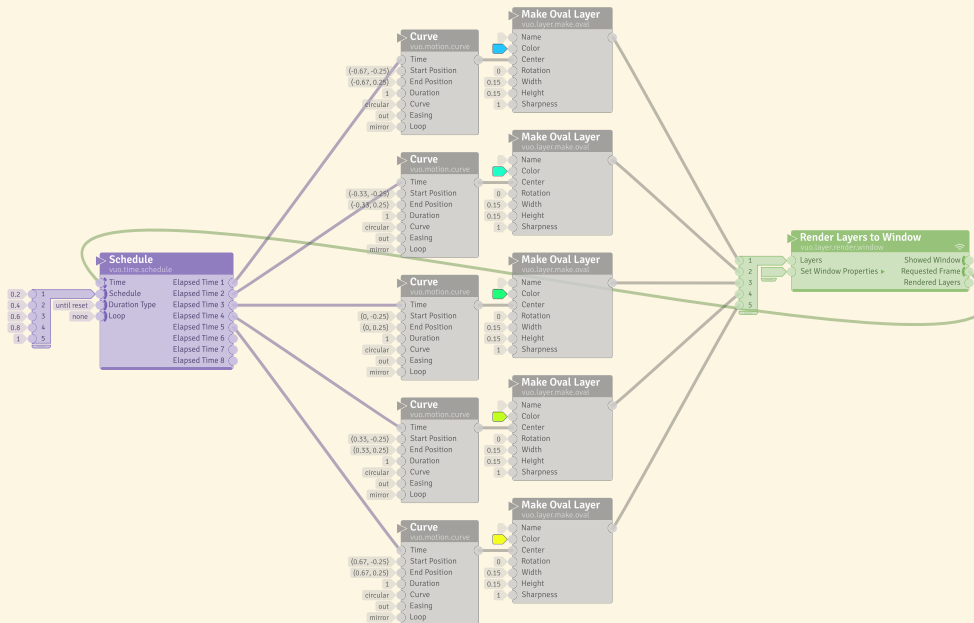 Make Oval Layer
vuo.layer.make.oval
Name
Color
Center
0 Rotation
0.15 Width
0.15 Height
1 Sharpness
Curve
vuo.motion.curve
Time
(-0.67, -0.25) Start Position
(-0.67, 0.25) End Position
1 Duration
circular Curve
out Easing
mirror Loop
Make Oval Layer
vuo.layer.make.oval
Name
Color
Center
0 Rotation
0.15 Width
0.15 Height
1 Sharpness
Curve
vuo.motion.curve
Time
(-0.33, -0.25) Start Position
(-0.33, 0.25) End Position
1 Duration
circular Curve
out Easing
mirror Loop
Schedule
vuo.time.schedule
Time Elapsed Time 1
Schedule Elapsed Time 2
until reset Duration Type Elapsed Time 3
none Loop Elapsed Time 4
Elapsed Time 5
Elapsed Time 6
Elapsed Time 7
Elapsed Time 8
0.2 1
0.4 2
0.6 3
0.8 4
1 5
Make Oval Layer
vuo.layer.make.oval
Name
Color
Center
0 Rotation
0.15 Width
0.15 Height
1 Sharpness
Curve
vuo.motion.curve
Time
(0, -0.25) Start Position
(0, 0.25) End Position
1 Duration
circular Curve
out Easing
mirror Loop
1
2
3
4
5
Render Layers to Window
vuo.layer.render.window
Layers Showed Window
Set Window Properties Requested Frame
Rendered Layers
Make Oval Layer
vuo.layer.make.oval
Name
Color
Center
0 Rotation
0.15 Width
0.15 Height
1 Sharpness
Curve
vuo.motion.curve
Time
(0.33, -0.25) Start Position
(0.33, 0.25) End Position
1 Duration
circular Curve
out Easing
mirror Loop
Make Oval Layer
vuo.layer.make.oval
Name
Color
Center
0 Rotation
0.15 Width
0.15 Height
1 Sharpness
Curve
vuo.motion.curve
Time
(0.67, -0.25) Start Position
(0.67, 0.25) End Position
1 Duration
circular Curve
out Easing
mirror Loop